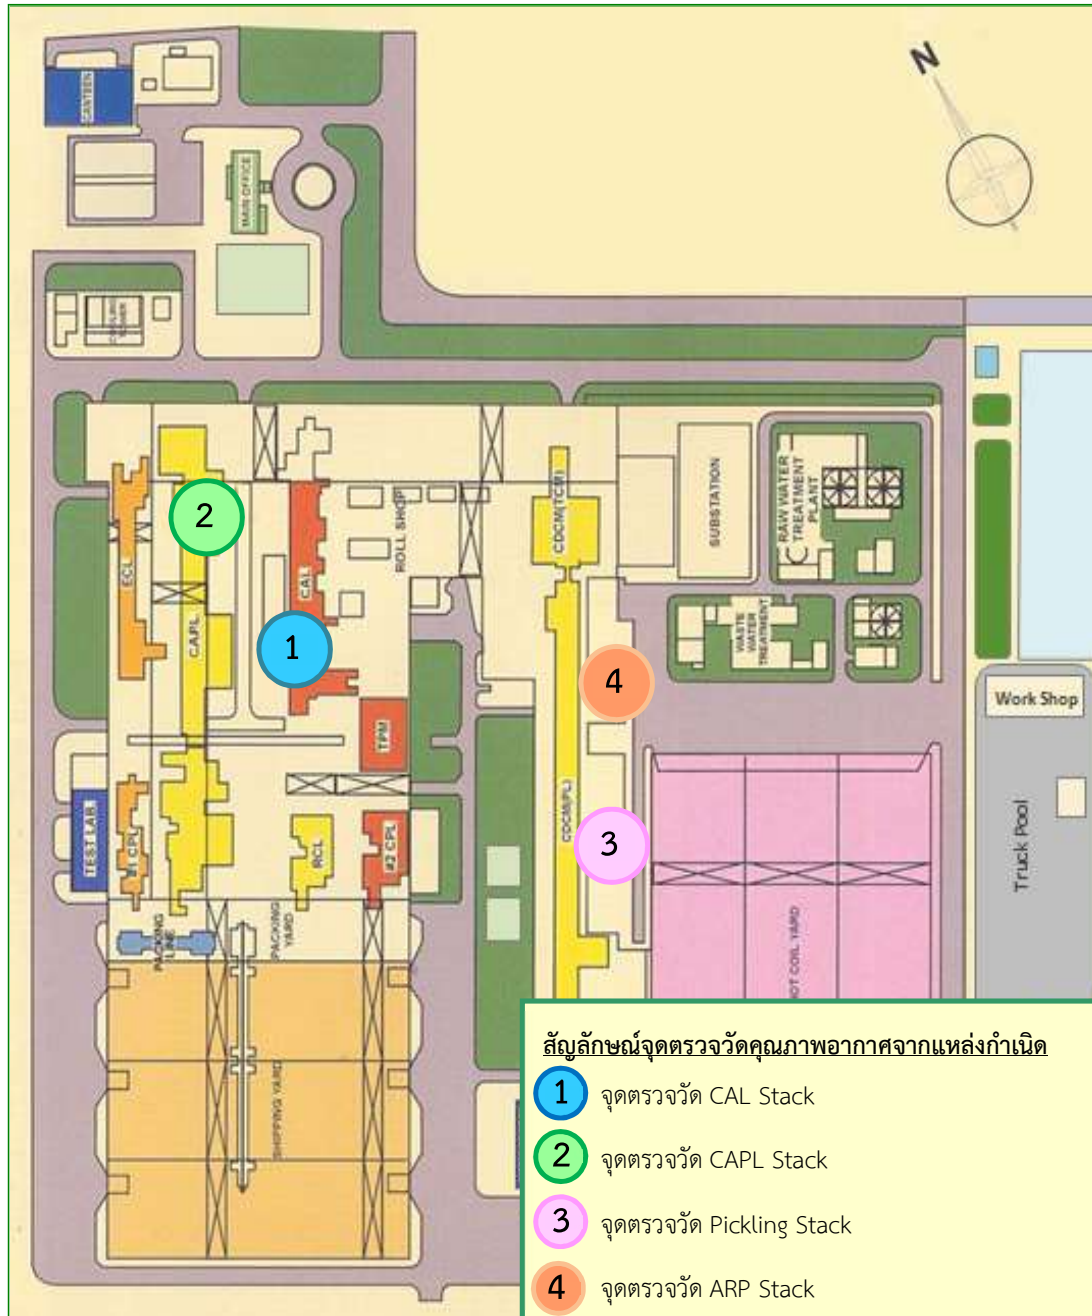 N
CANTEEN
MAIN OFFICE
COOLING
TOWER
ECL
2
CAPL
CAL
1
ROLL SHOP
CDCM(TCM)
SUBSTATION
RAW WATER
TREATMENT
PLANT
WASTE
WATER
TREATMENT
4
Work Shop
TPM
TEST LAB.
#1 CPL
RCL
#2 CPL
CDCM(PL)
3
Truck Pool
PACKING
LINE
PACKING
YARD
HOT COIL YARD
SHIPPING YARD
สัญลักษณ์จุดตรวจวัดคุณภาพอากาศจากแหล่งกำเนิด
1 จุดตรวจวัด CAL Stack
2 จุดตรวจวัด CAPL Stack
3 จุดตรวจวัด Pickling Stack
4 จุดตรวจวัด ARP Stack